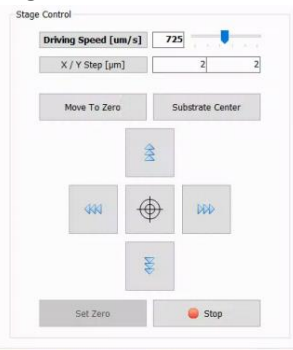 Stage Control
Driving Speed [um/s] 725
X / Y Step [µm] 2 2
Move To Zero Substrate Center
Set Zero Stop